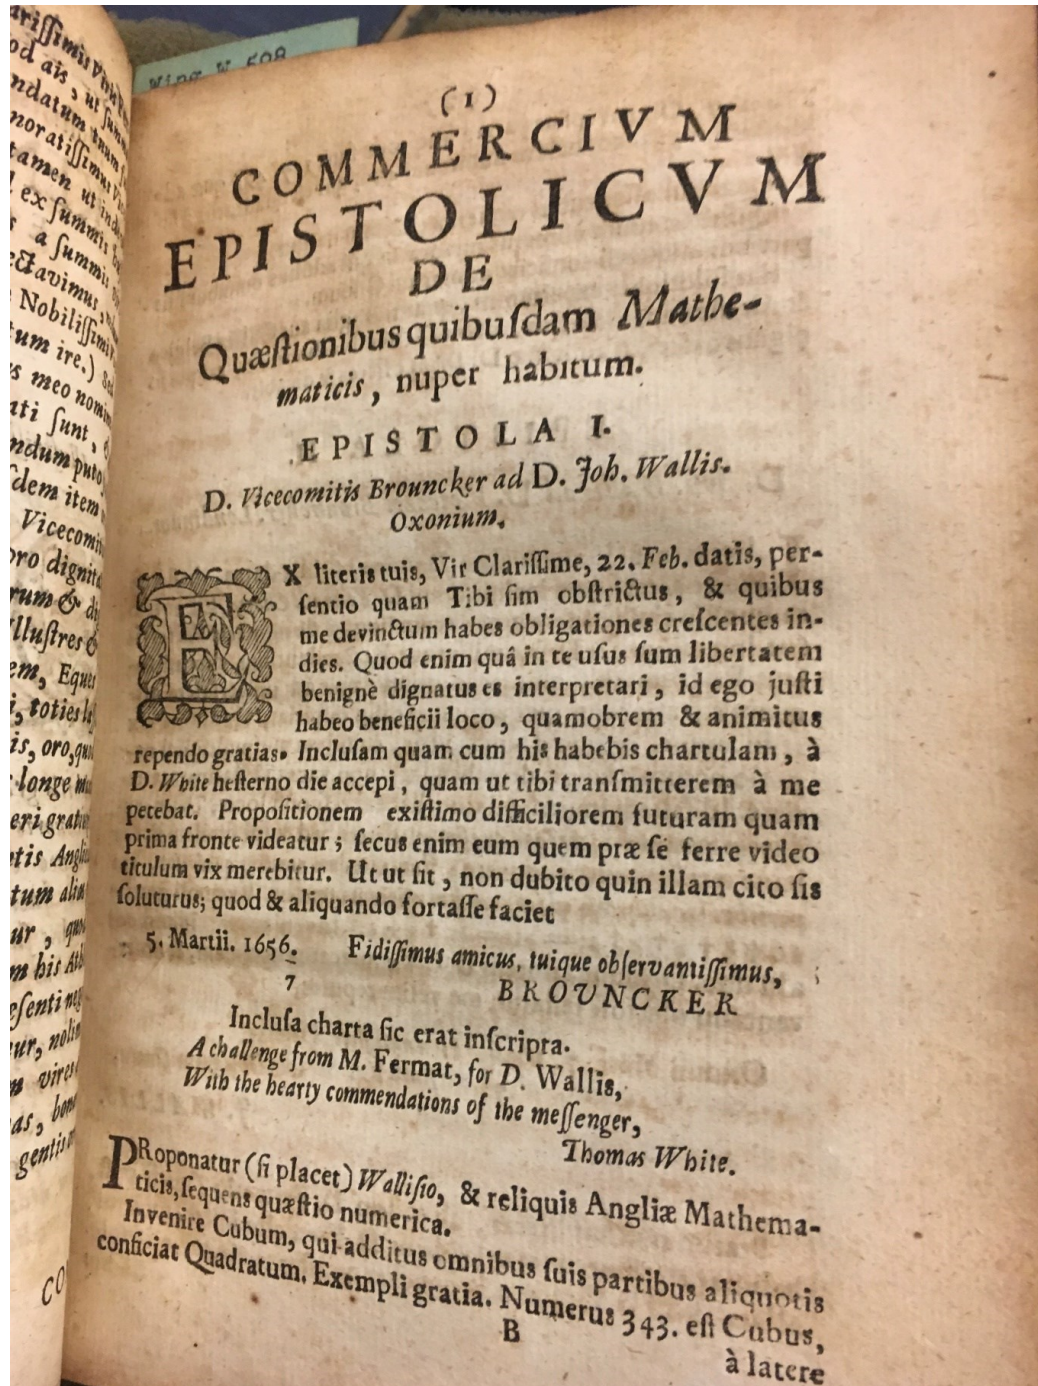 Wing W 598
(1)
COMMERCIVM
EPISTOLICVM
DE
Quæſtionibus quibuſdam Mathe-
maticis, nuper habitum.
EPISTOLA I.
D. Vicecomitis Brouncker ad D. Joh. Wallis.
Oxonium.
EX literis tuis, Vir Clariſſime, 22. Feb. datis, per-
ſentio quam Tibi ſim obſtrictus, & quibus
me devinctum habes obligationes creſcentes in-
dies. Quod enim quâ in te uſus ſum libertatem
benignè dignatus es interpretari, id ego juſti
habeo beneficii loco, quamobrem & animitus
rependo gratias. Incluſam quam cum his habebis chartulam, à
D. White heſterno die accepi, quam ut tibi tranſmitterem à me
petebat. Propoſitionem exiſtimo difficiliorem futuram quam
prima fronte videatur; ſecus enim eum quem præ ſe ferre video
titulum vix merebitur. Ut ut ſit, non dubito quin illam cito ſis
ſoluturus; quod & aliquando fortaſſe faciet
5. Martii. 1656. Fidiſſimus amicus, tuique obſervantiſſimus,
7 BROVNCKER
Incluſa charta ſic erat inſcripta.
A challenge from M. Fermat, for D. Wallis,
With the hearty commendations of the meſſenger,
Thomas White.
PRoponatur (ſi placet) Walliſio, & reliquis Angliæ Mathema-
ticis, ſequens quæſtio numerica.
Invenire Cubum, qui additus omnibus ſuis partibus aliquotis
conficiat Quadratum. Exempli gratia. Numerus 343. eſt Cubus,
B
à latere